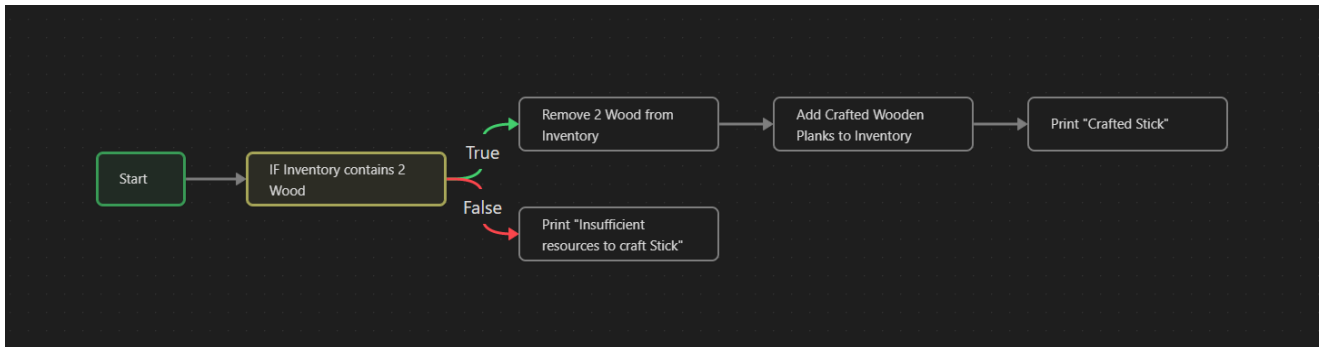 Start
IF Inventory contains 2
Wood
True
False
Remove 2 Wood from
Inventory
Add Crafted Wooden
Planks to Inventory
Print "Crafted Stick"
Print "Insufficient
resources to craft Stick"